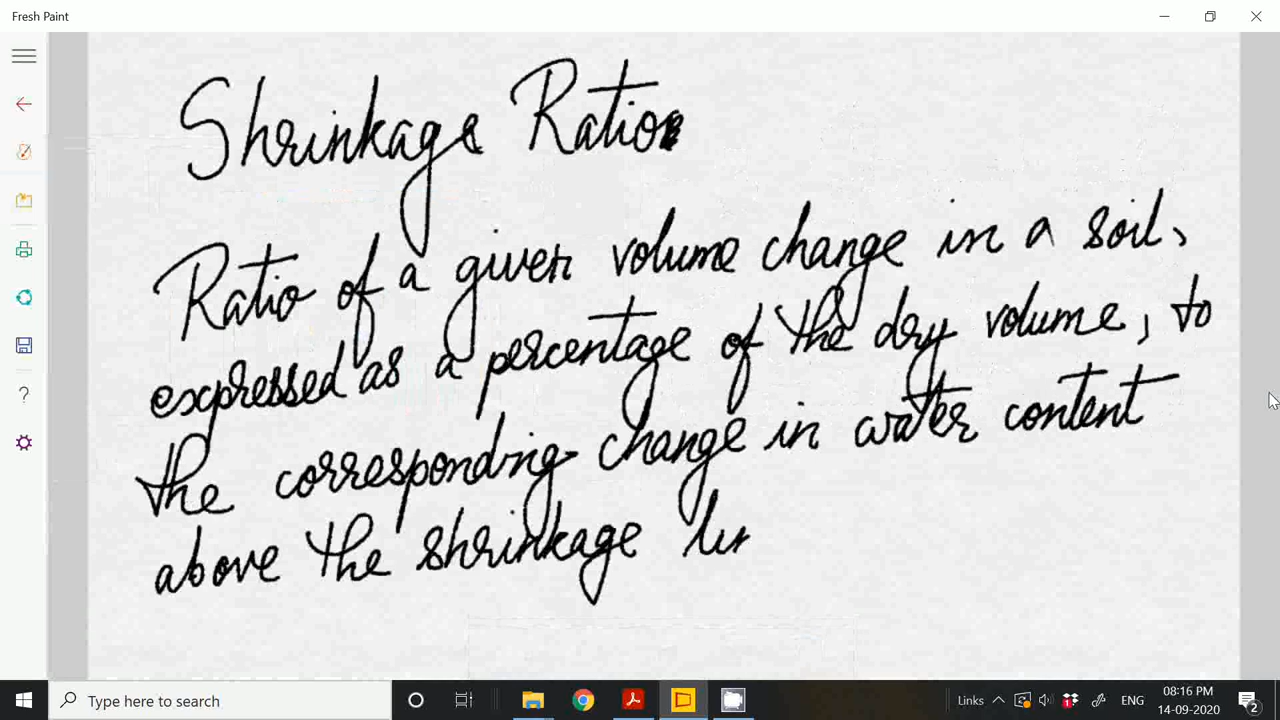 Fresh Paint
Shrinkage Ratio
Ratio of a given volume change in a soil,
expressed as a percentage of the dry volume, to
the corresponding change in water content
above the shrinkage
?
Type here to search
Links
ENG
08:16 PM
14-09-2020
1
2